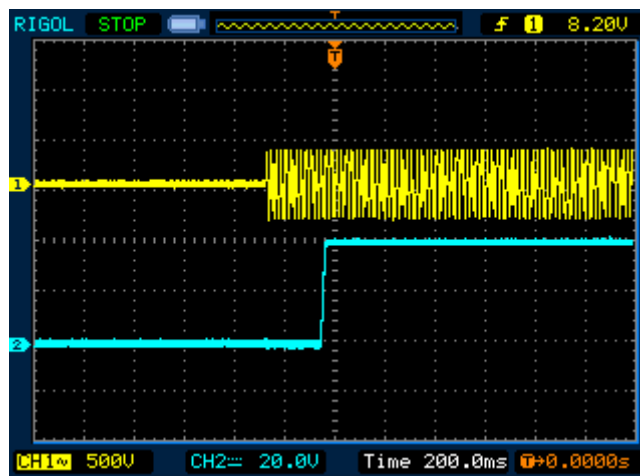 RIGOL STOP T 1 8.20V
T
1
2
CH1~ 500V CH2 20.0V Time 200.0ms T→0.0000s